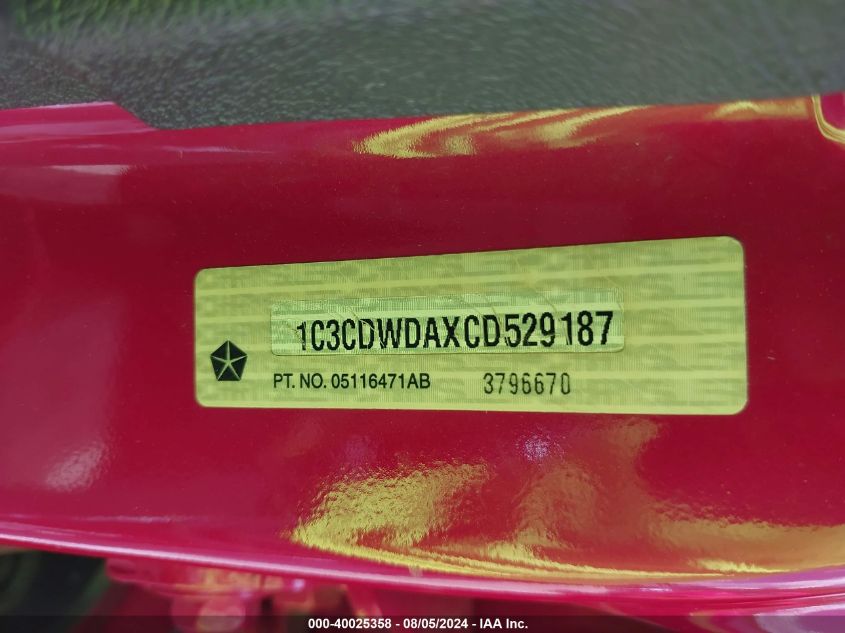 1C3CDWDAXCD529187
PT. NO. 05116471AB 3796670
000-40025358 - 08/05/2024 - IAA Inc.